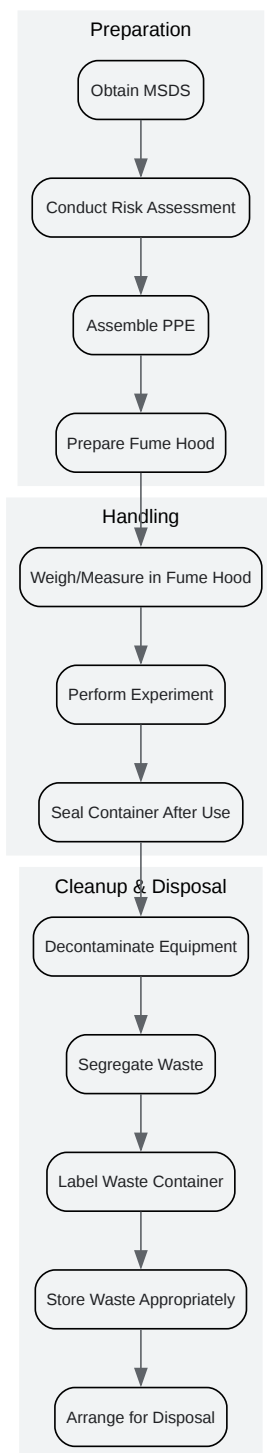 Preparation
Obtain MSDS
Conduct Risk Assessment
Assemble PPE
Prepare Fume Hood
Handling
Weigh/Measure in Fume Hood
Perform Experiment
Seal Container After Use
Cleanup & Disposal
Decontaminate Equipment
Segregate Waste
Label Waste Container
Store Waste Appropriately
Arrange for Disposal